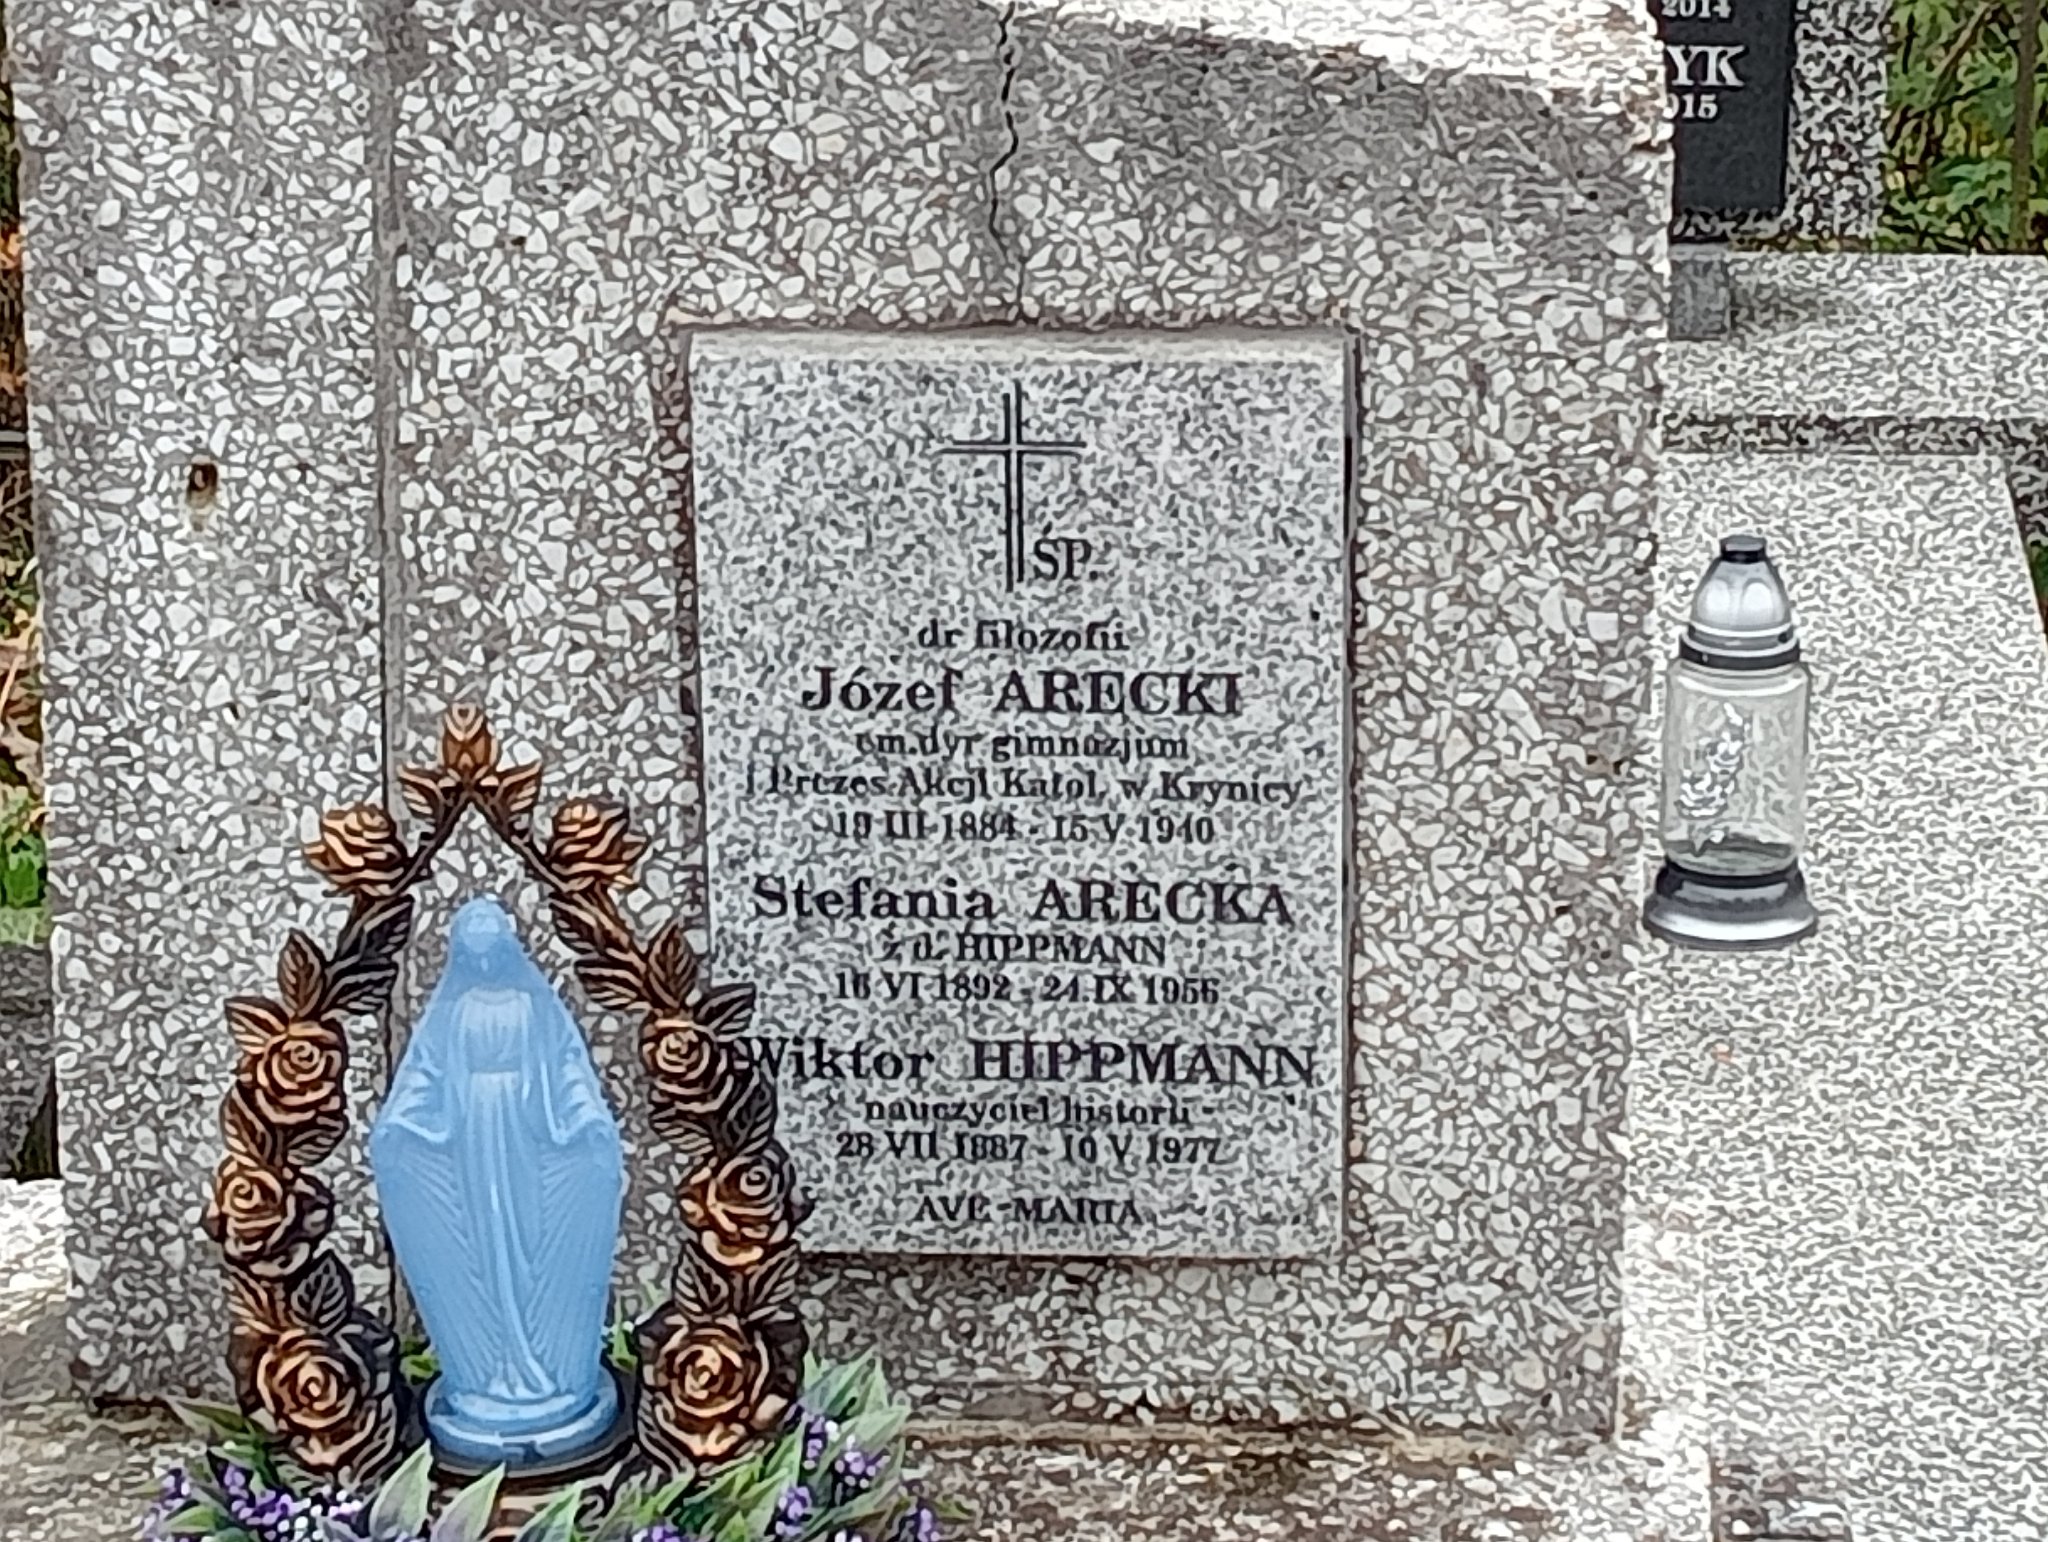 2014
YK
015
ŚP.
dr filozofii
Józef ARECKI
em.dyr gimnazjum
i Prezes Akcji Katol. w Krynicy
19 III 1884 - 15 V 1940
Stefania ARECKA
z d. HIPPMANN
16 VI 1892 - 24.IX 1956
Wiktor HIPPMANN
nauczyciel historii
28 VII 1887 - 10 V 1977
AVE MARIA